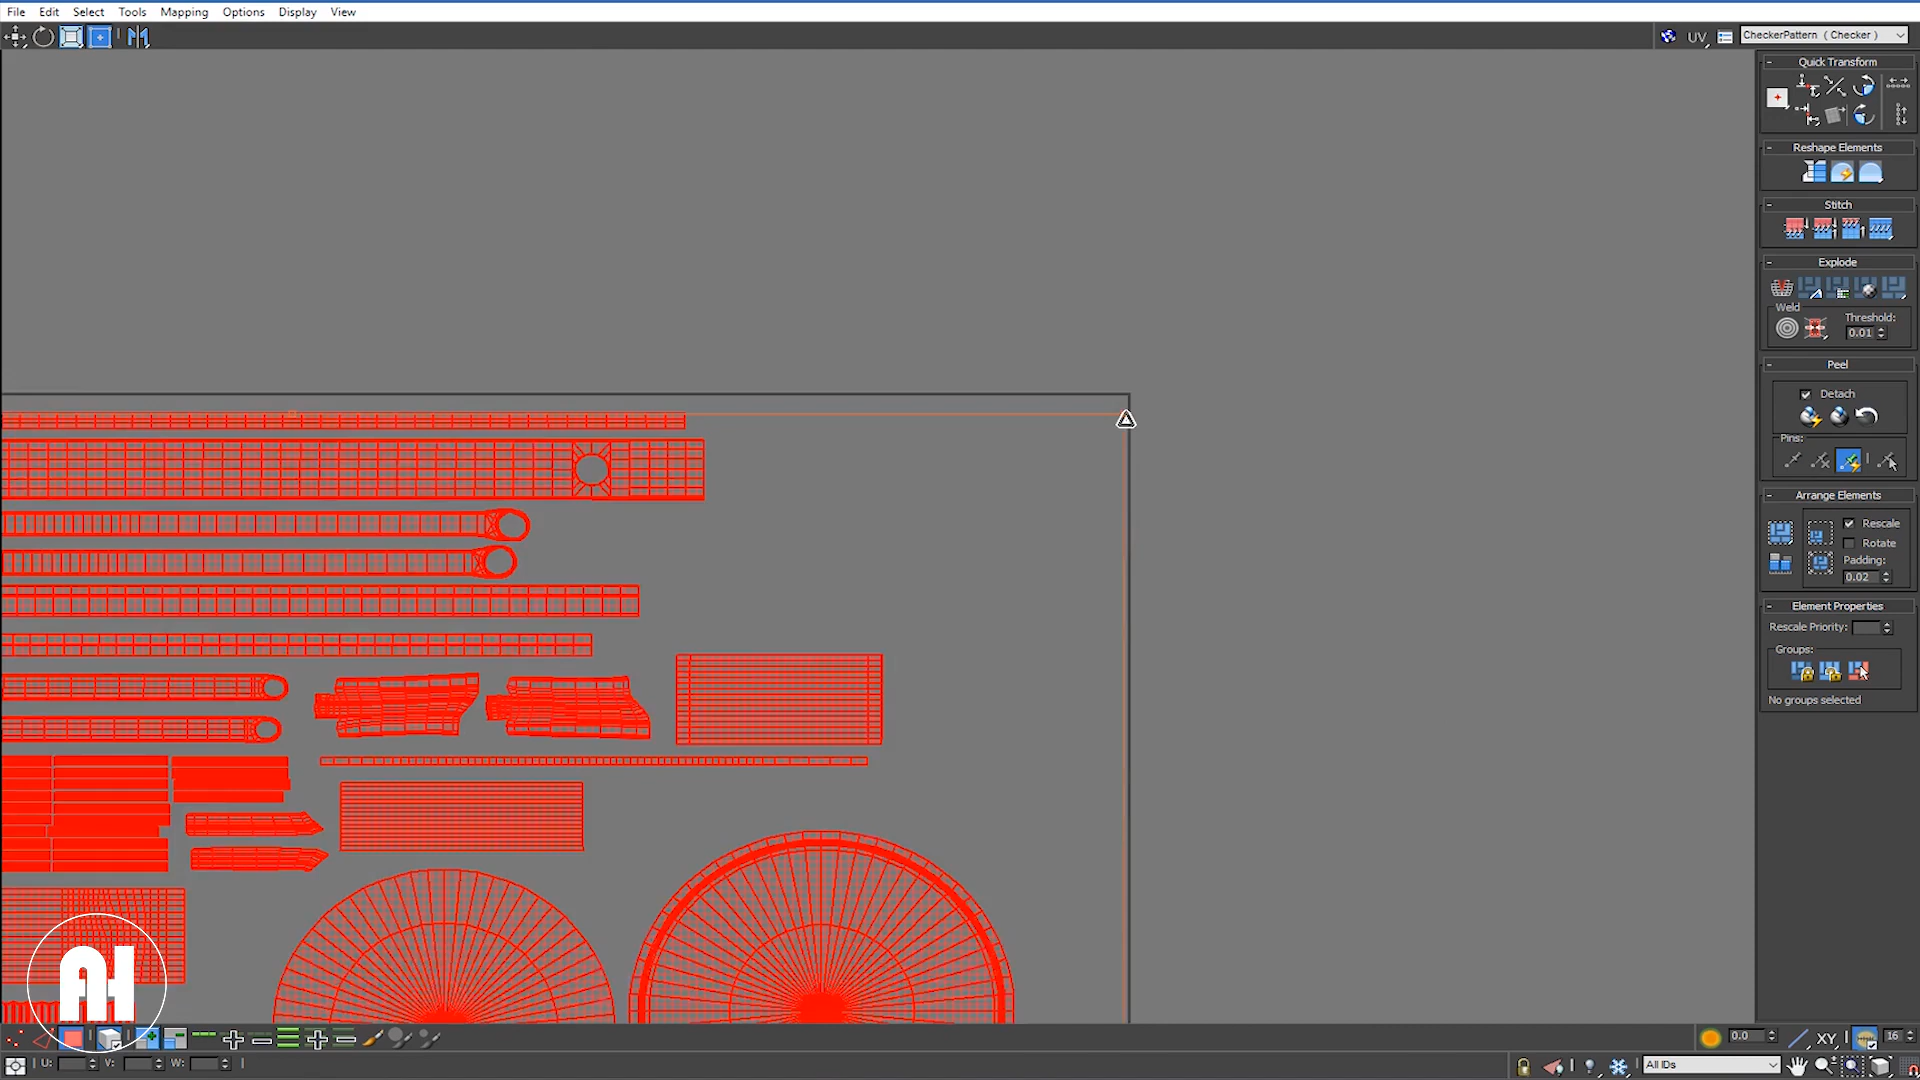 File Edit Select Tools Mapping Options Display View
UV CheckerPattern ( Checker )
Quick Transform
Reshape Elements
Stitch
Explode
Weld
Threshold:
0.01
Peel
Detach
Pins:
Arrange Elements
Rescale
Rotate
Padding:
0.02
Element Properties
Rescale Priority:
Groups:
No groups selected
AH
0.0 XY 16
U: V: W: All IDs